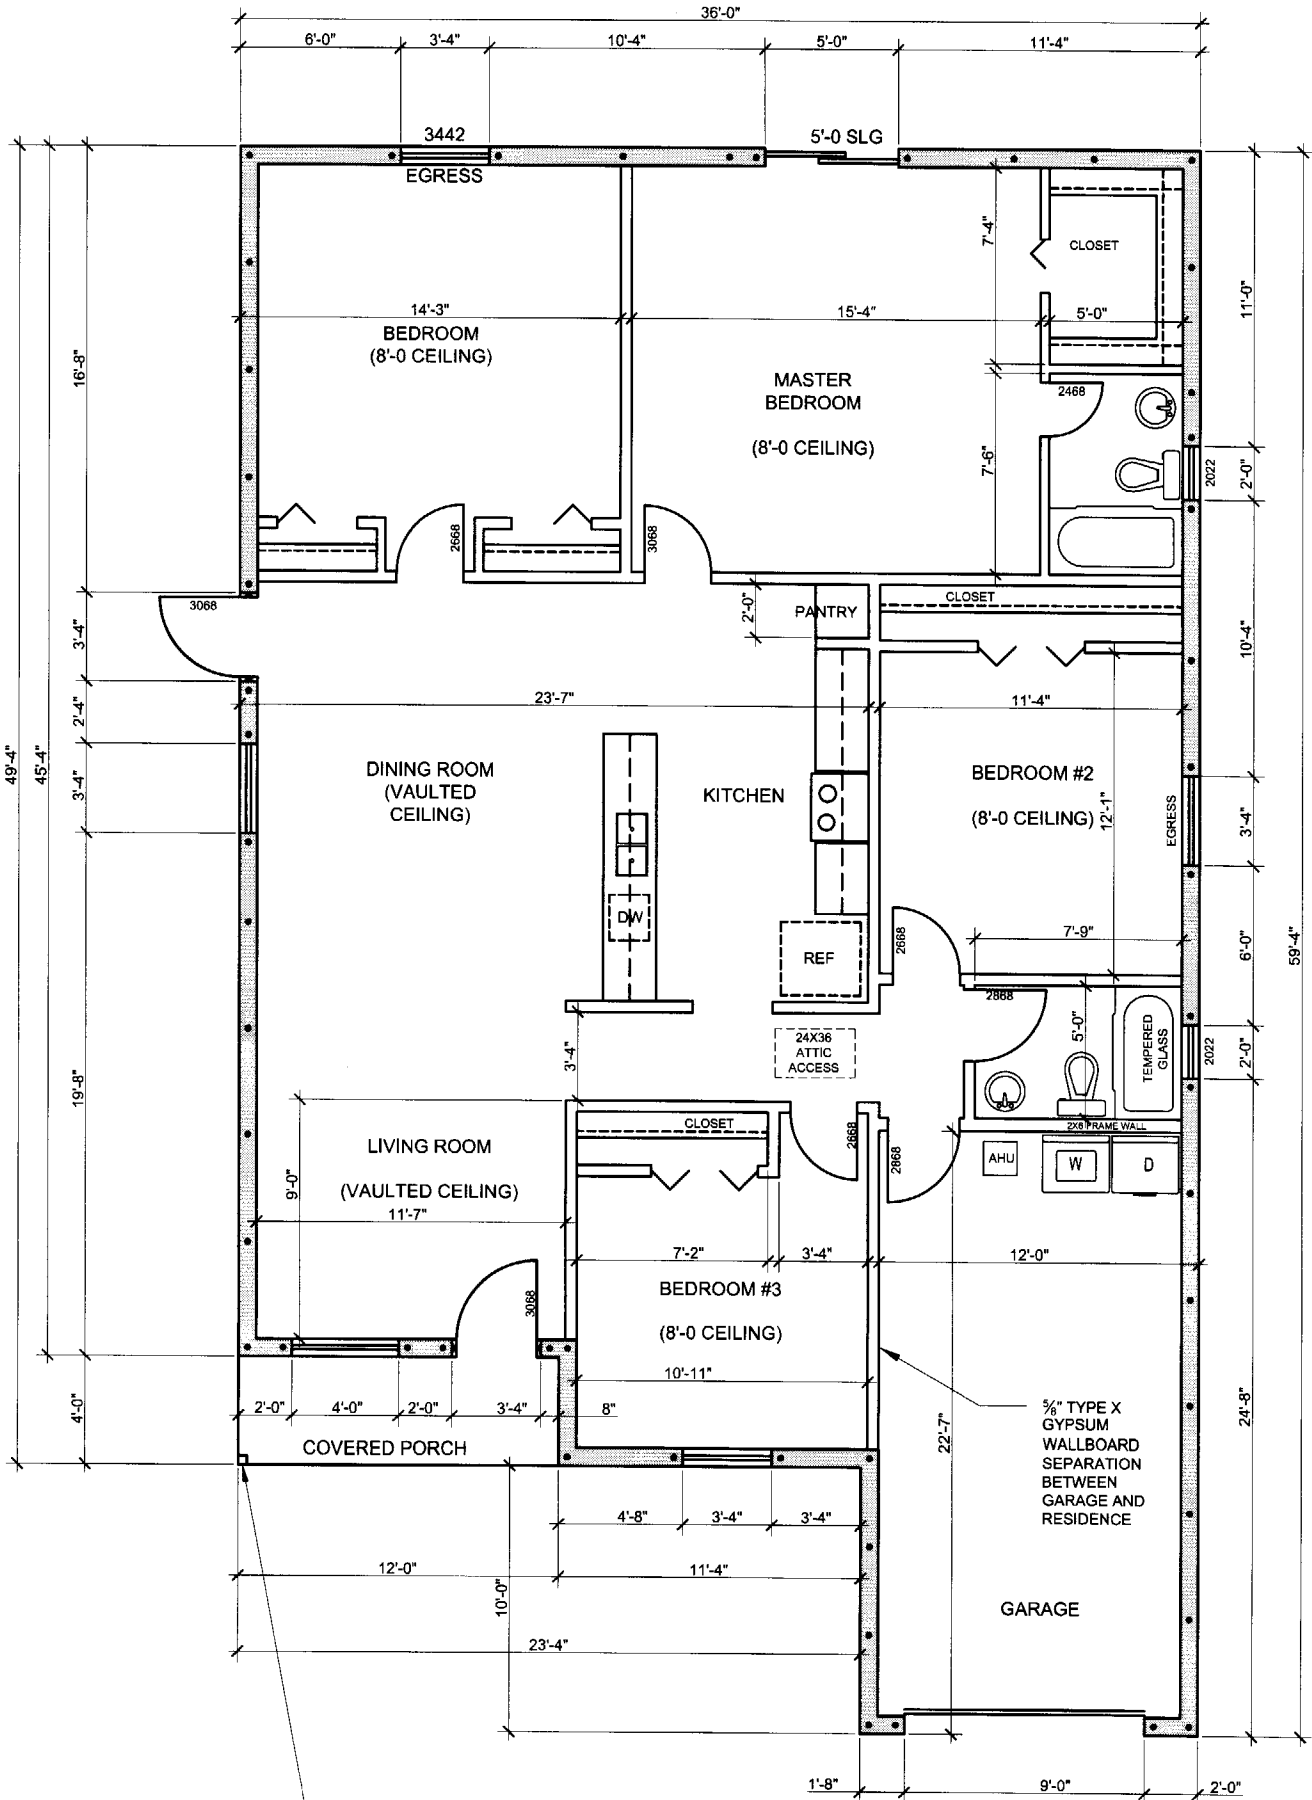 36'-0"
6'-0"
3'-4"
10'-4"
5'-0"
11'-4"
3442
EGRESS
5'-0 SLG
49'-4"
45'-4"
16'-8"
3'-4"
2'-4"
3'-4"
19'-8"
4'-0"
14'-3"
BEDROOM
(8'-0 CEILING)
15'-4"
MASTER
BEDROOM
(8'-0 CEILING)
7'-4"
CLOSET
5'-0"
2468
7'-6"
2022
11'-0"
2'-0"
10'-4"
3'-4"
6'-0"
2'-0"
24'-8"
59'-4"
2668
3068
3068
2'-0"
PANTRY
CLOSET
23'-7"
11'-4"
DINING ROOM
(VAULTED
CEILING)
KITCHEN
BEDROOM #2
(8'-0 CEILING)
12'-1"
EGRESS
DW
REF
2668
7'-9"
2868
5'-0"
TEMPERED
GLASS
2022
3'-4"
24X36
ATTIC
ACCESS
2X6 FRAME WALL
CLOSET
2668
2868
AHU
W
D
LIVING ROOM
(VAULTED CEILING)
9'-0"
11'-7"
7'-2"
3'-4"
12'-0"
BEDROOM #3
(8'-0 CEILING)
3068
10'-11"
2'-0"
4'-0"
2'-0"
3'-4"
8"
COVERED PORCH
22'-7"
⅝" TYPE X
GYPSUM
WALLBOARD
SEPARATION
BETWEEN
GARAGE AND
RESIDENCE
4'-8"
3'-4"
3'-4"
12'-0"
11'-4"
10'-0"
23'-4"
GARAGE
1'-8"
9'-0"
2'-0"